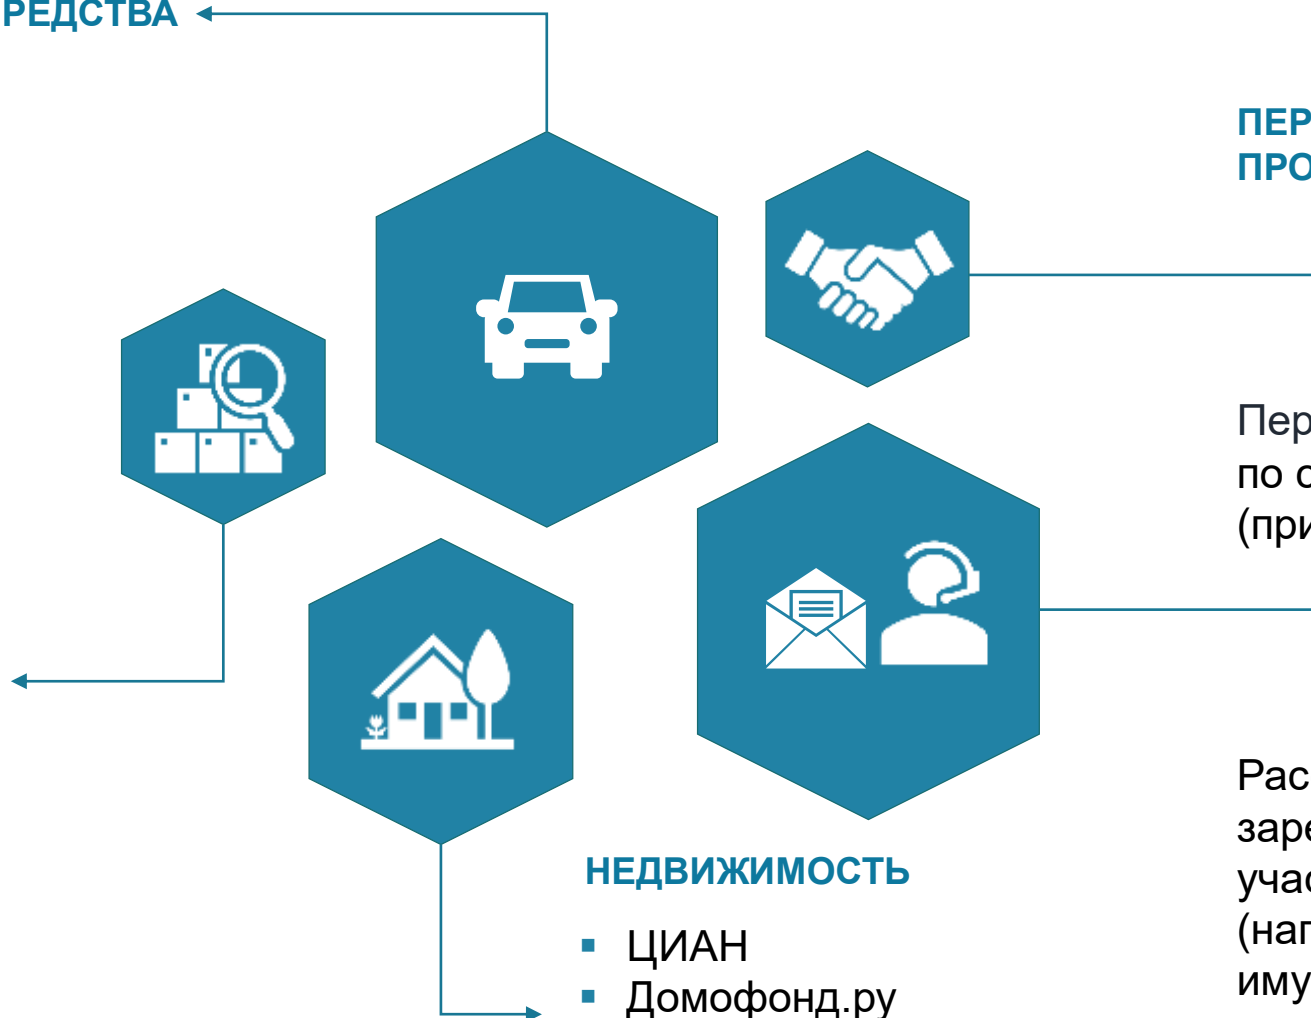 РЕДСТВА
ПЕР
ПРО
Пер
по с
(при
Рас
заре
учас
(нап
иму
НЕДВИЖИМОСТЬ
▪ ЦИАН
▪ Домофонд.ру